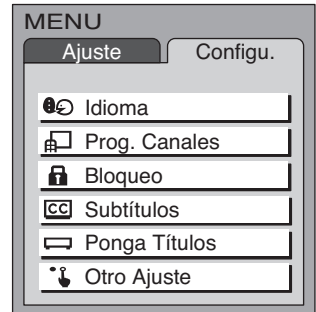 MENU
Ajuste Configu.
Idioma
Prog. Canales
Bloqueo
CC Subtítulos
Ponga Títulos
Otro Ajuste